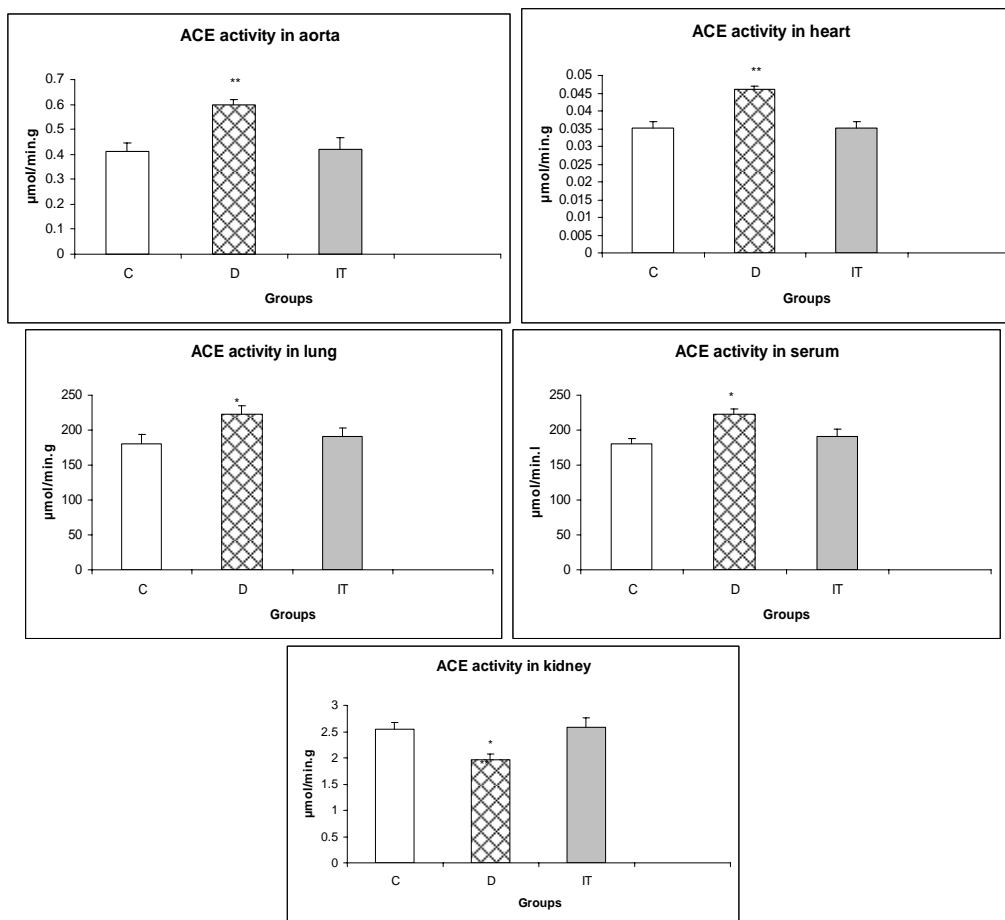 ACE activity in aorta
**
0.7
0.6
0.5
0.4
0.3
0.2
0.1
0
µmol/min.g
C D IT
Groups
ACE activity in heart
**
0.05
0.045
0.04
0.035
0.03
0.025
0.02
0.015
0.01
0.005
0
µmol/min.g
C D IT
Groups
ACE activity in lung
*
250
200
150
100
50
0
µmol/min.g
C D IT
Groups
ACE activity in serum
*
250
200
150
100
50
0
µmol/min.l
C D IT
Groups
ACE activity in kidney
*
**
3
2.5
2
1.5
1
0.5
0
µmol/min.g
C D IT
Groups